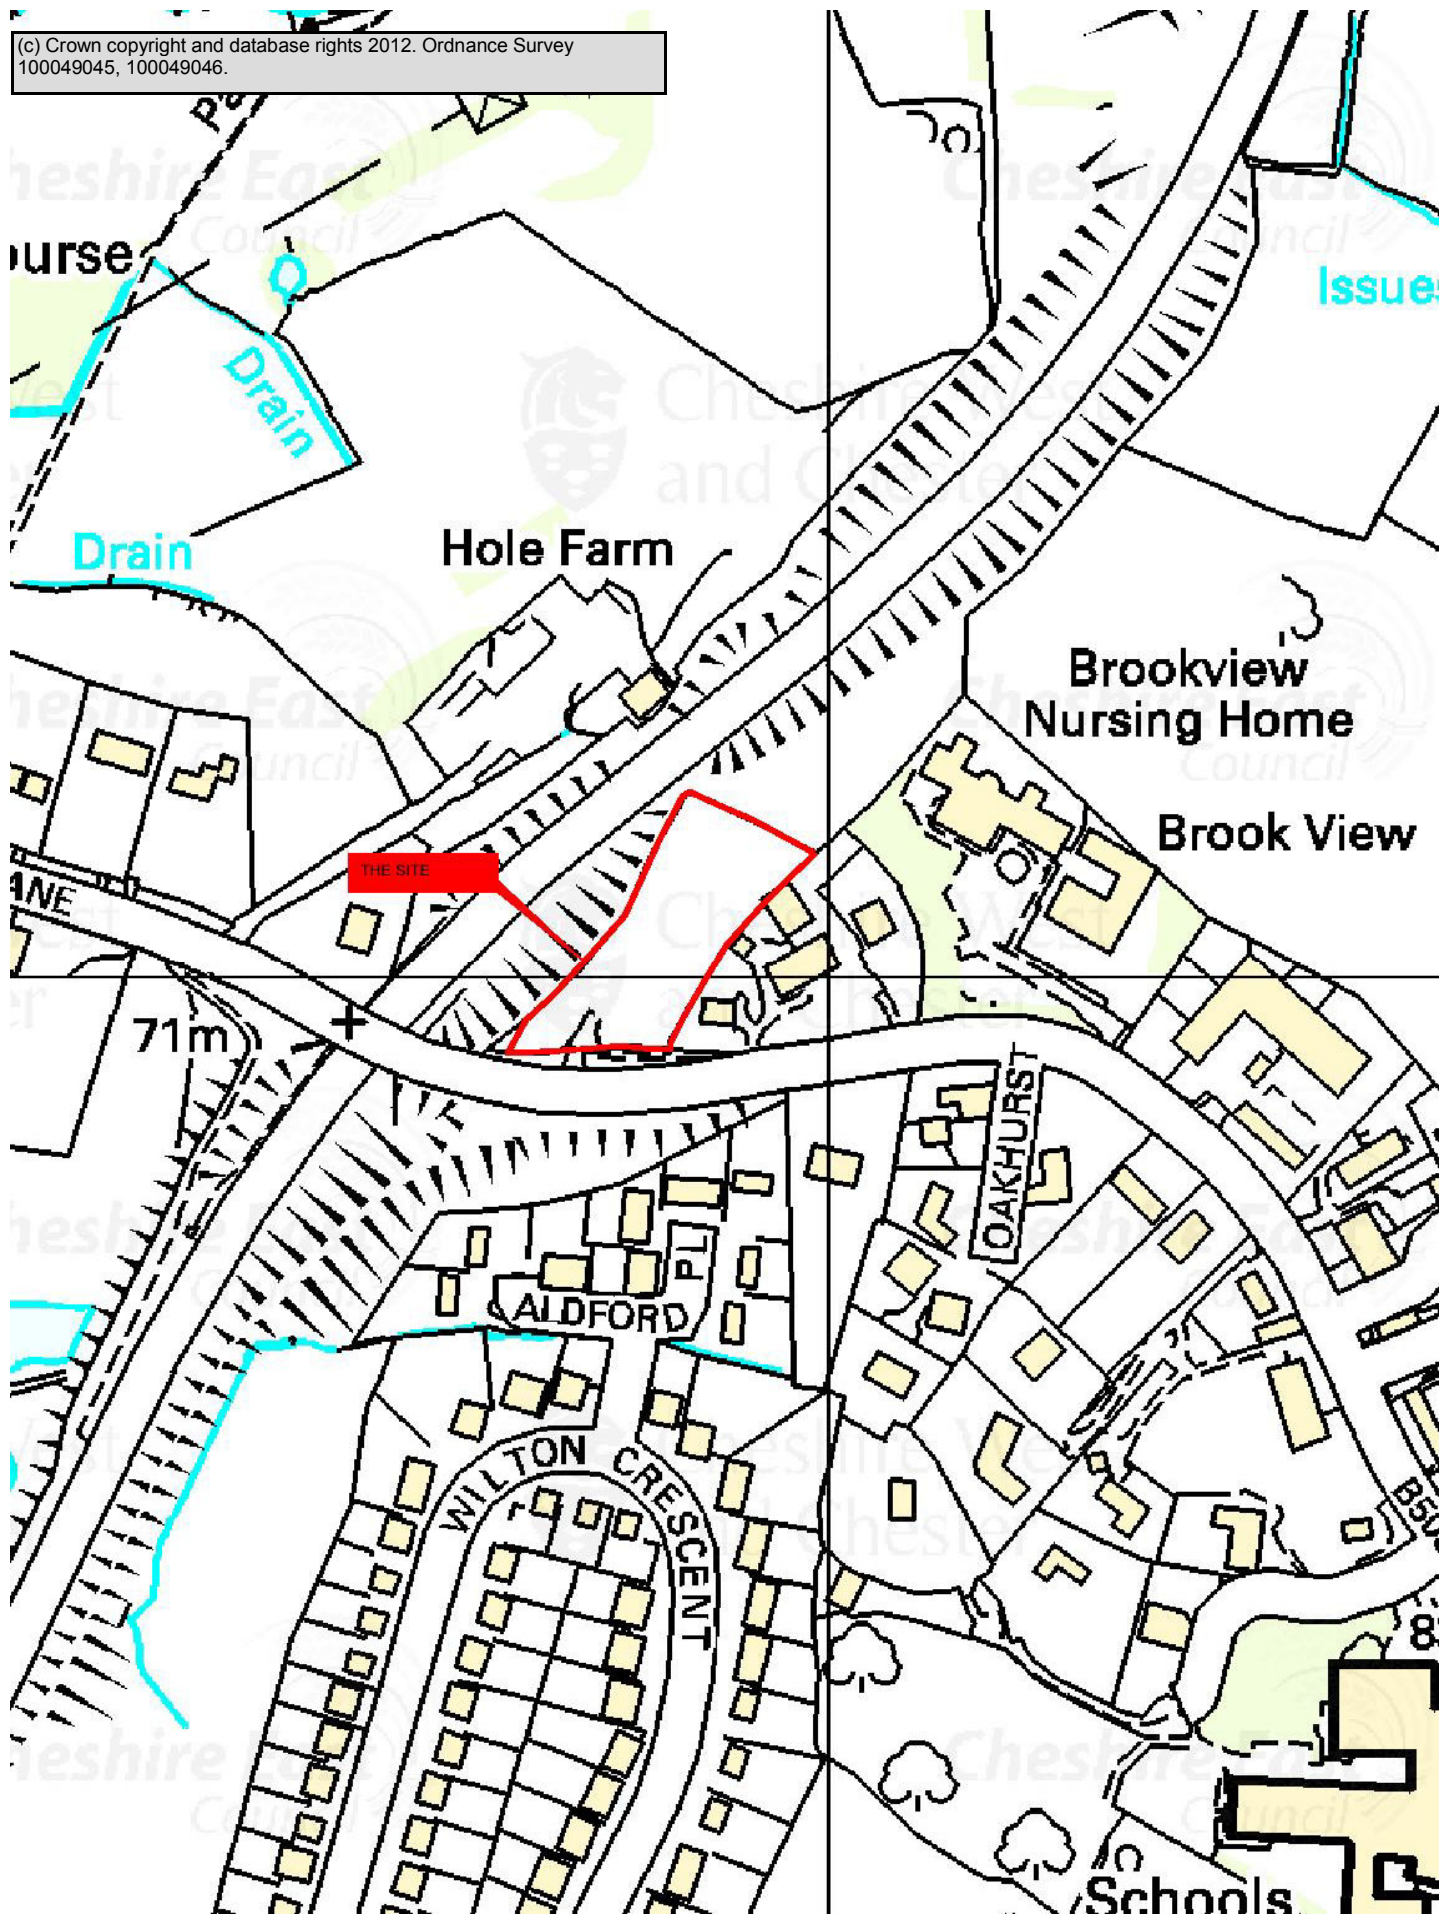 (c) Crown copyright and database rights 2012. Ordnance Survey
100049045, 100049046.
Pa
urse
Issues
Drain
Drain
Hole Farm
Brookview
Nursing Home
Brook View
THE SITE
ANE
71m
OAKHURST
PL
ALDFORD
WILTON CRESCENT
B50
8
Schools
Cheshire East
Council
Cheshire West
and Chester